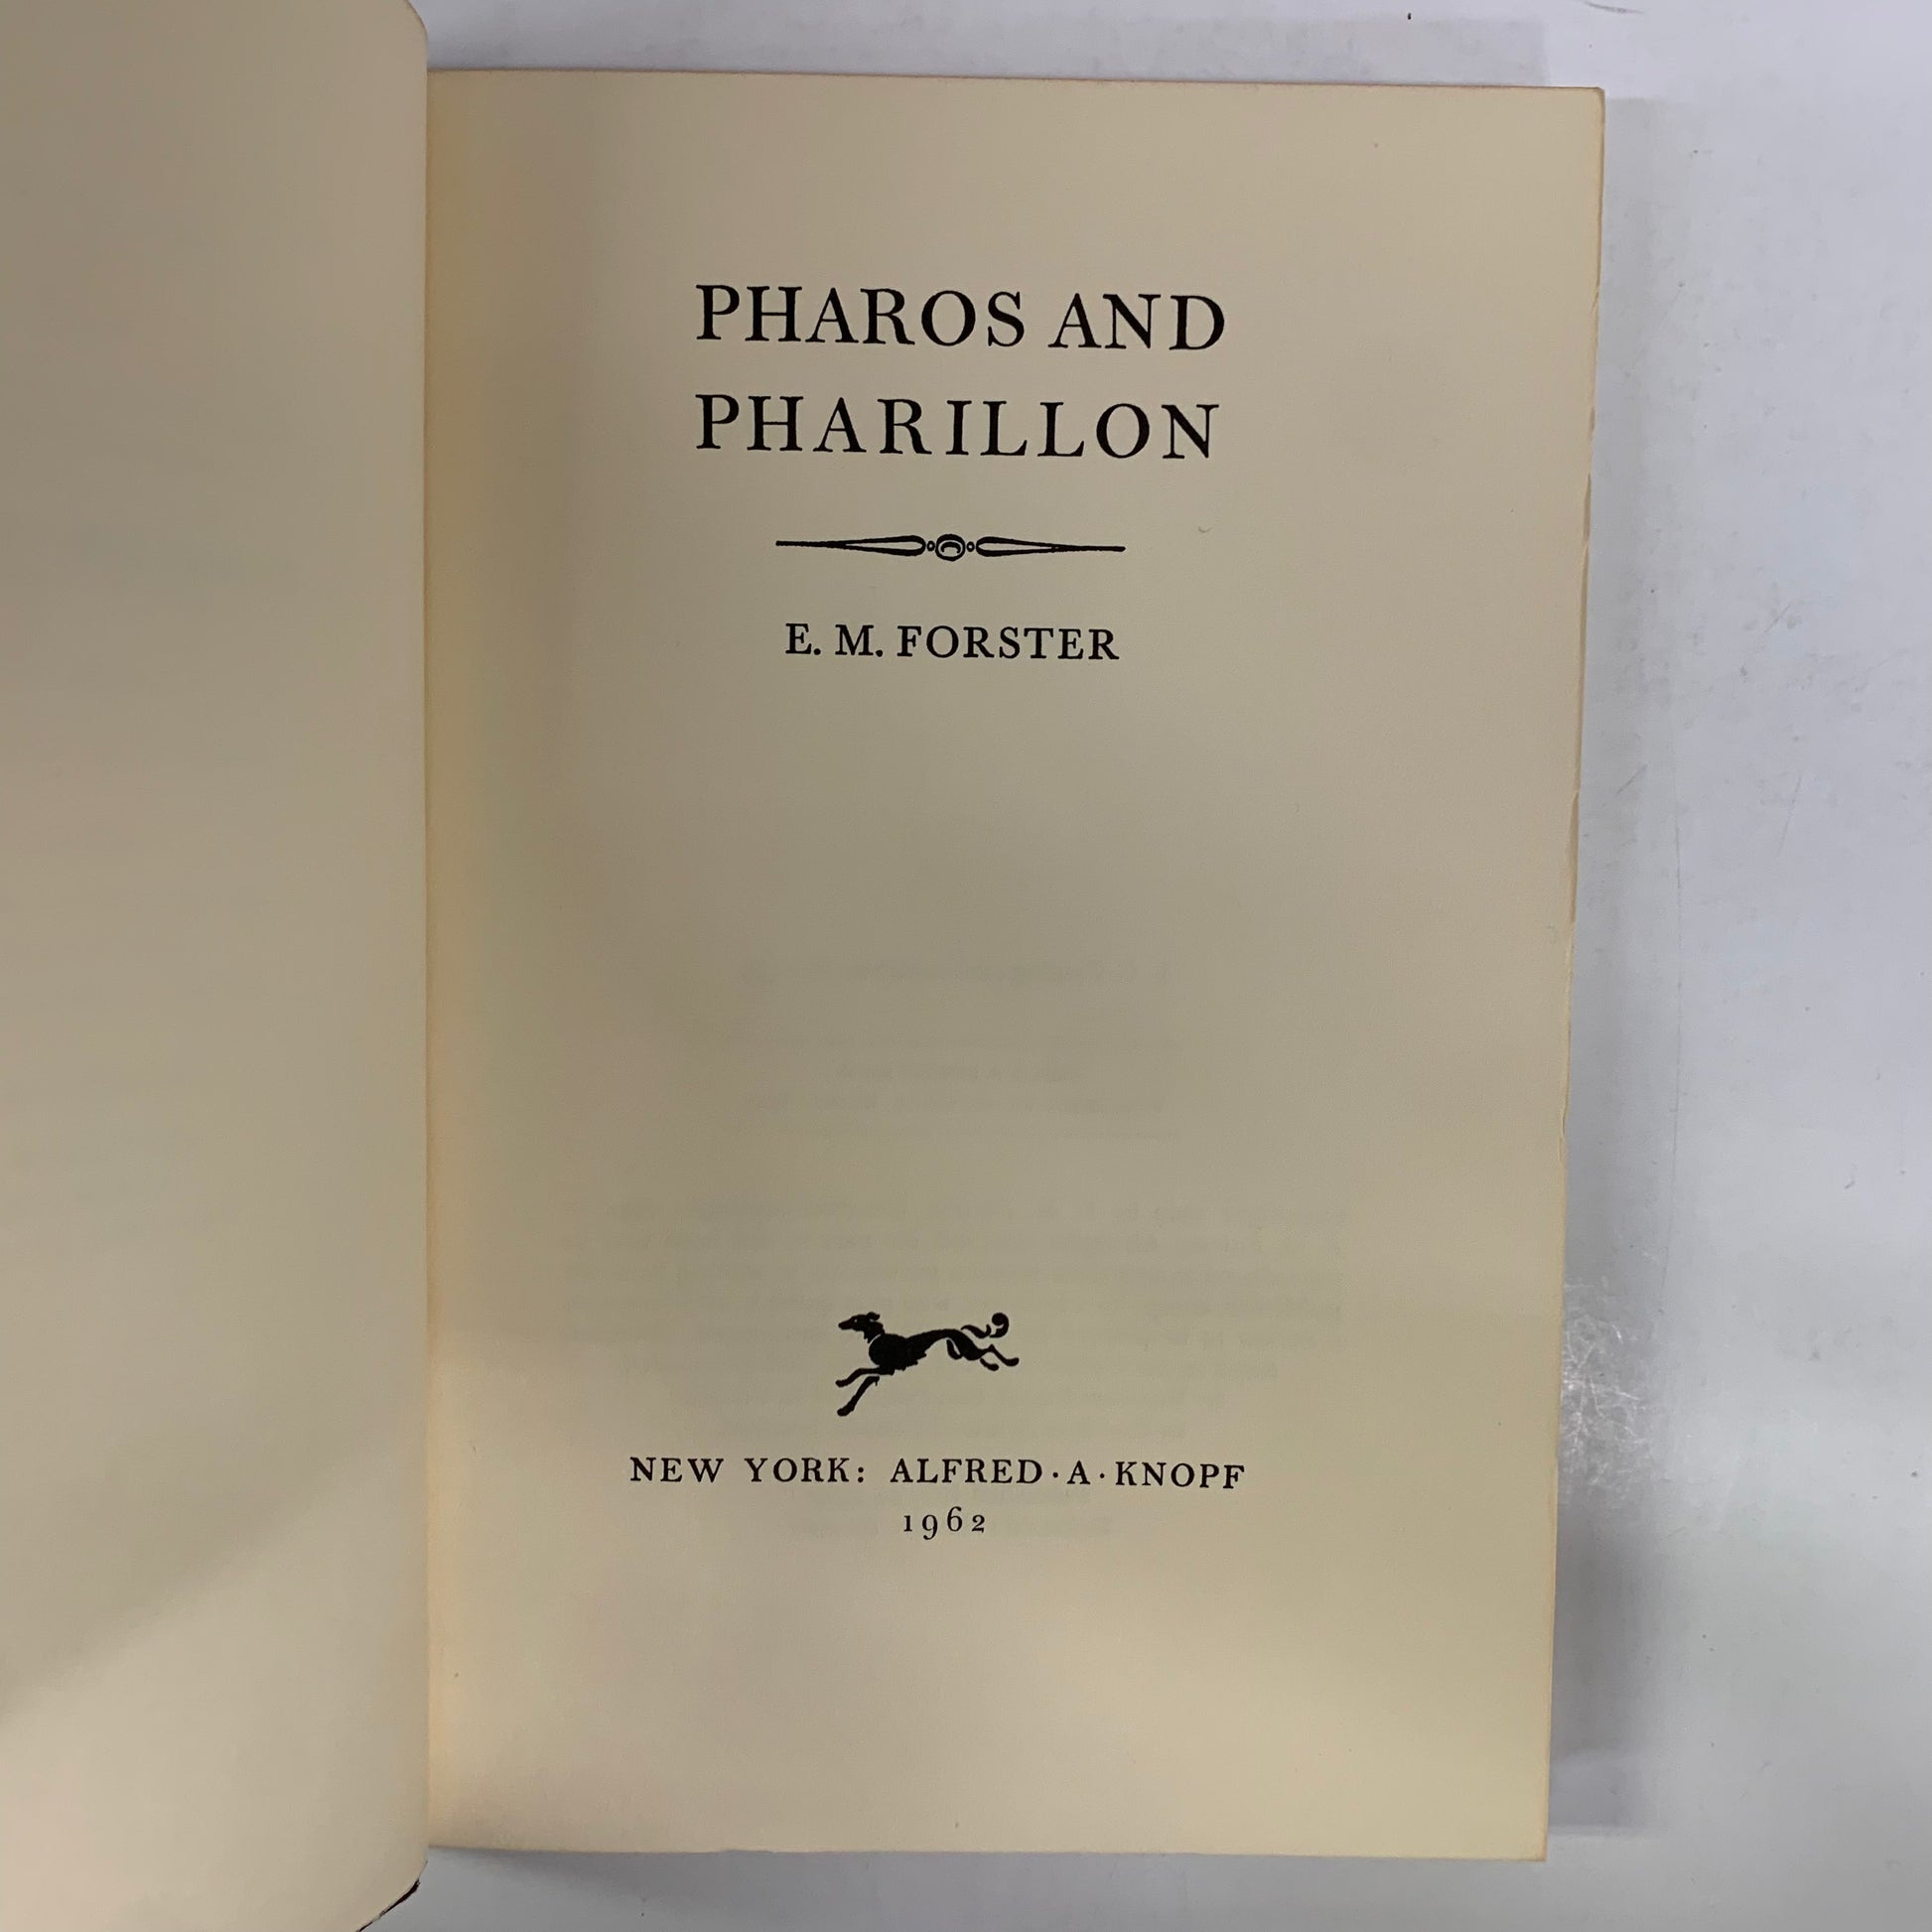 PHAROS AND
PHARILLON
E. M. FORSTER
NEW YORK: ALFRED·A·KNOPF
1962